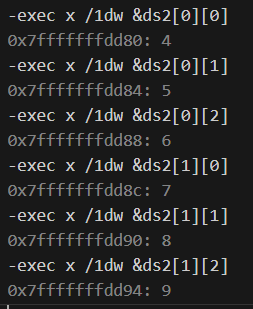 -exec x /1dw &ds2[0][0]
0x7fffffffdd80: 4
-exec x /1dw &ds2[0][1]
0x7fffffffdd84: 5
-exec x /1dw &ds2[0][2]
0x7fffffffdd88: 6
-exec x /1dw &ds2[1][0]
0x7fffffffdd8c: 7
-exec x /1dw &ds2[1][1]
0x7fffffffdd90: 8
-exec x /1dw &ds2[1][2]
0x7fffffffdd94: 9